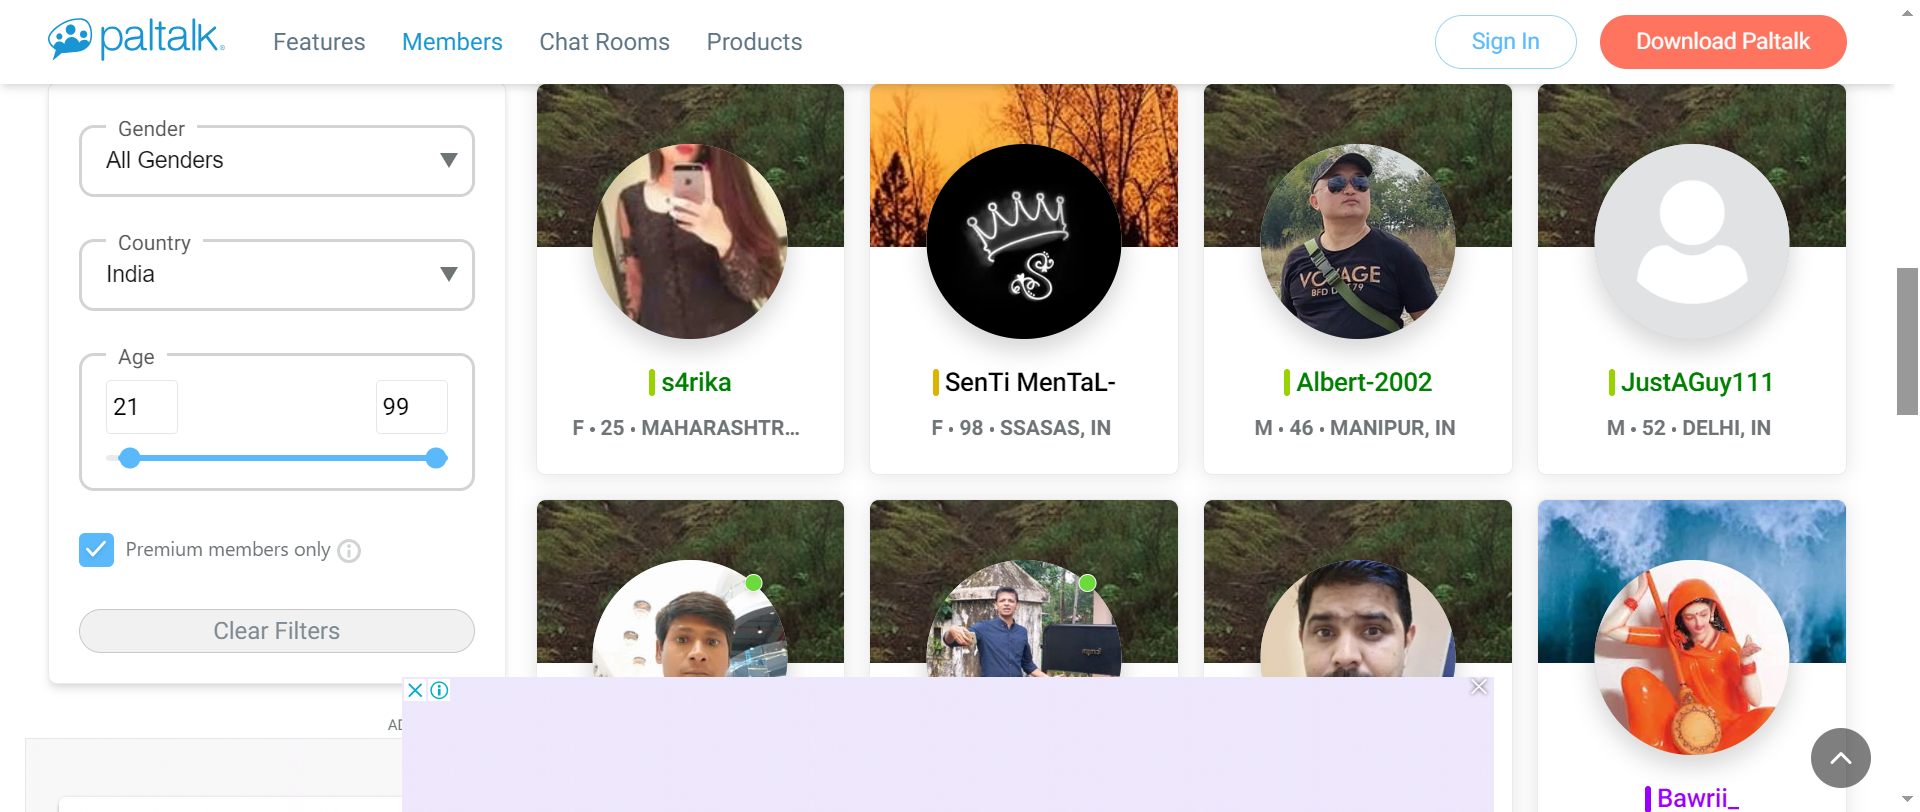 paltalk
Features
Members
Chat Rooms
Products
Sign In
Download Paltalk
Gender
All Genders
Country
India
Age
21
99
Premium members only
Clear Filters
s4rika
F • 25 • MAHARASHTR...
SenTi MenTaL-
F • 98 • SSASAS, IN
VOYAGE
Albert-2002
M • 46 • MANIPUR, IN
JustAGuy111
M • 52 • DELHI, IN
Bawrii_